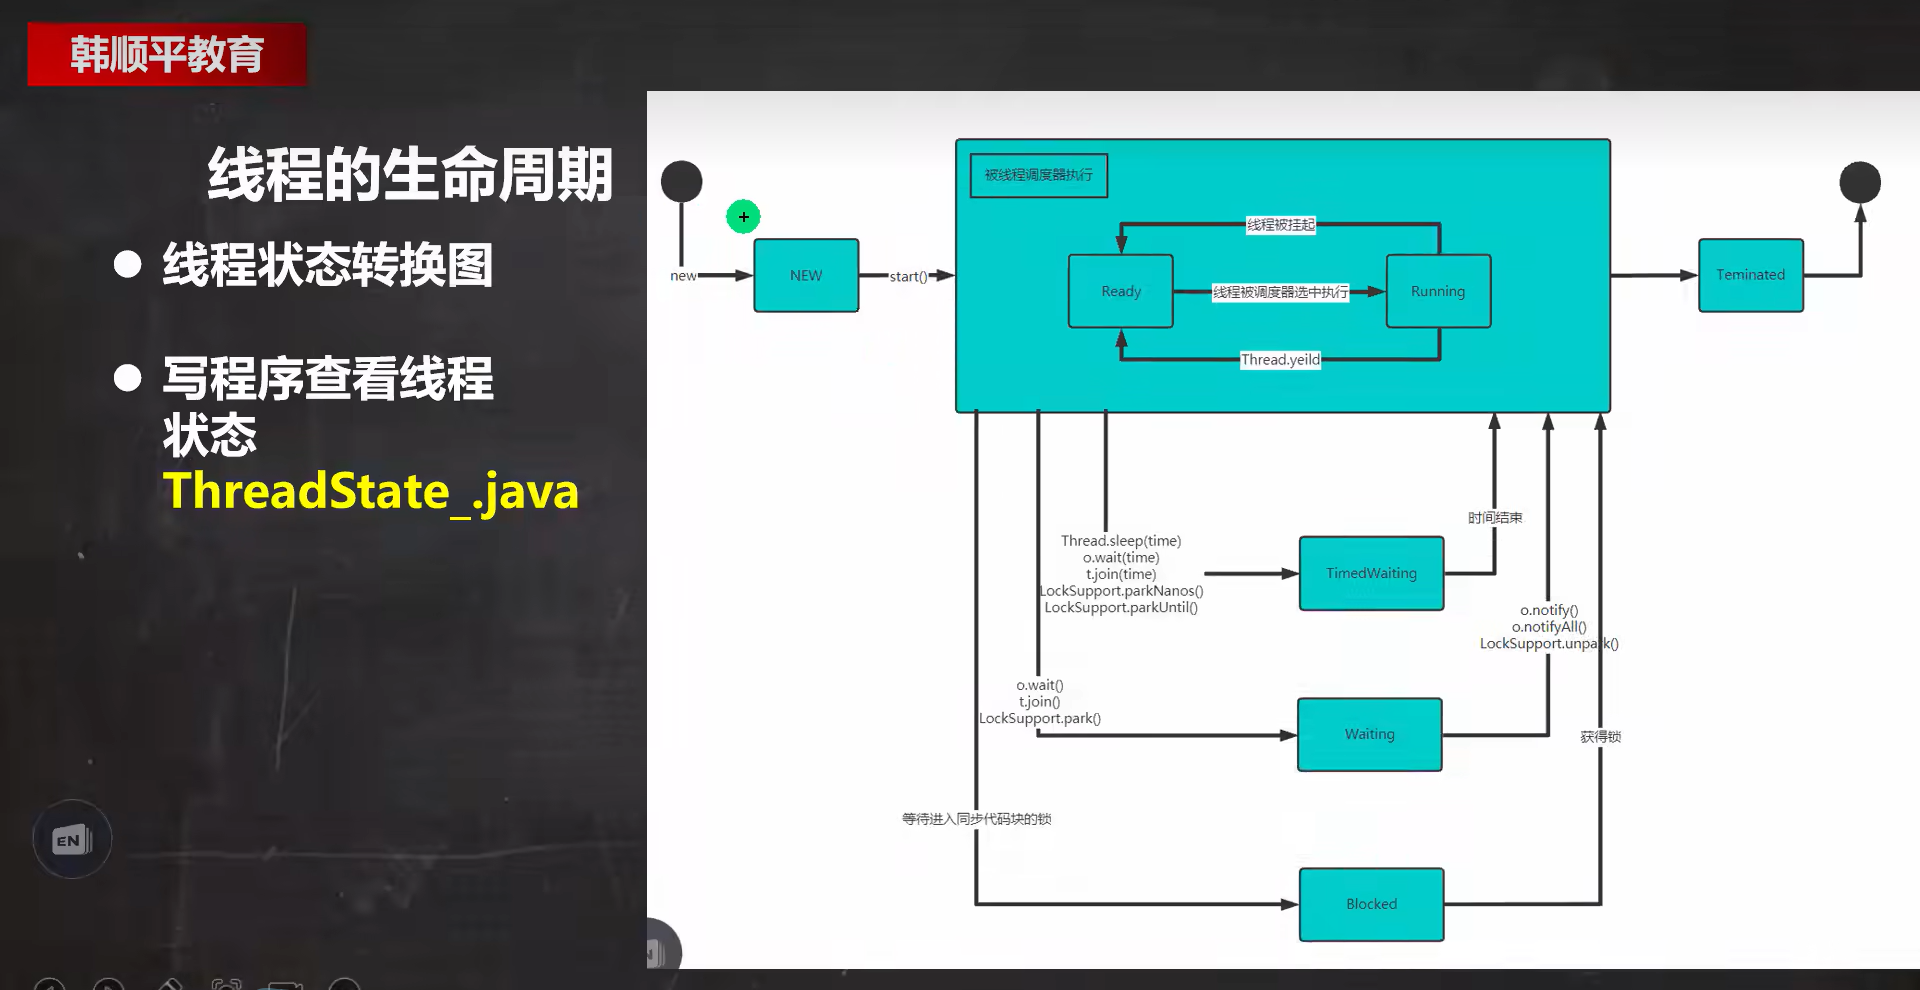 韩顺平教育
线程的生命周期
线程状态转换图
写程序查看线程
状态
ThreadState_.java
被线程调度器执行
线程被挂起
new
NEW
start()
Ready
线程被调度器选中执行
Running
Teminated
Thread.yeild
时间结束
Thread.sleep(time)
o.wait(time)
t.join(time)
LockSupport.parkNanos()
LockSupport.parkUntil()
TimedWaiting
o.notify()
o.notifyAll()
LockSupport.unpark()
o.wait()
t.join()
LockSupport.park()
Waiting
获得锁
等待进入同步代码块的锁
Blocked
EN